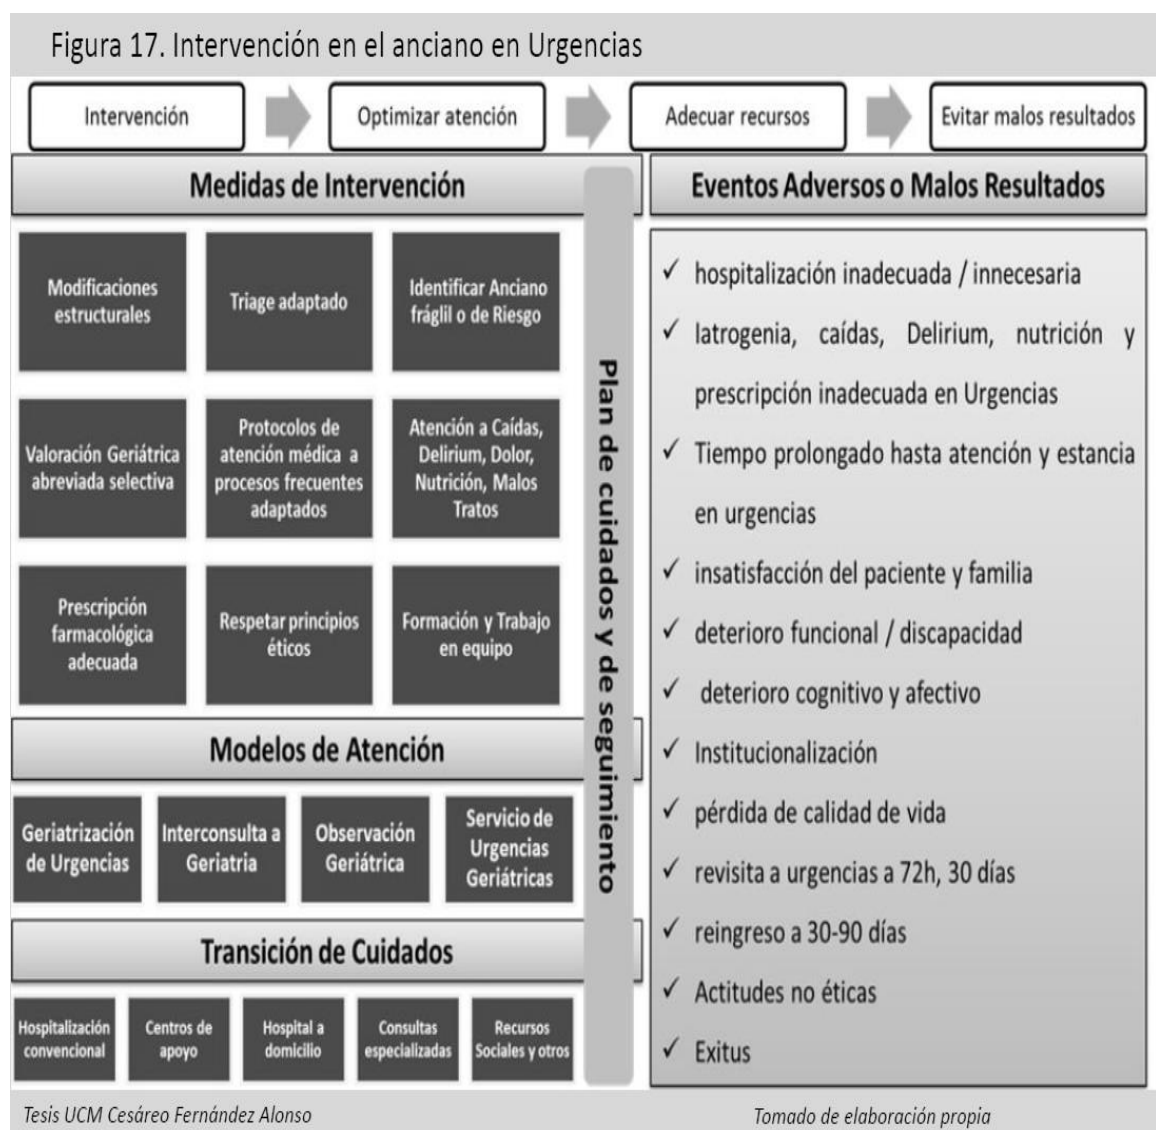 Figura 17. Intervención en el anciano en Urgencias
Intervención
Optimizar atención
Adecuar recursos
Evitar malos resultados
Medidas de Intervención
Modificaciones
estructurales
Triage adaptado
Identificar Anciano
fráglil o de Riesgo
Valoración Geriátrica
abreviada selectiva
Protocolos de
atención médica a
procesos frecuentes
adaptados
Atención a Caídas,
Delirium, Dolor,
Nutrición, Malos
Tratos
Prescripción
farmacológica
adecuada
Respetar principios
éticos
Formación y Trabajo
en equipo
Modelos de Atención
Geriatrización
de Urgencias
Interconsulta a
Geriatria
Observación
Geriátrica
Servicio de
Urgencias
Geriátricas
Transición de Cuidados
Hospitalización
convencional
Centros de
apoyo
Hospital a
domicilio
Consultas
especializadas
Recursos
Sociales y otros
Plan de cuidados y de seguimiento
Eventos Adversos o Malos Resultados
✓ hospitalización inadecuada / innecesaria
✓ Iatrogenia, caídas, Delirium, nutrición y
prescripción inadecuada en Urgencias
✓ Tiempo prolongado hasta atención y estancia
en urgencias
✓ insatisfacción del paciente y familia
✓ deterioro funcional / discapacidad
✓ deterioro cognitivo y afectivo
✓ Institucionalización
✓ pérdida de calidad de vida
✓ revisita a urgencias a 72h, 30 días
✓ reingreso a 30-90 días
✓ Actitudes no éticas
✓ Exitus
Tesis UCM Cesáreo Fernández Alonso
Tomado de elaboración propia